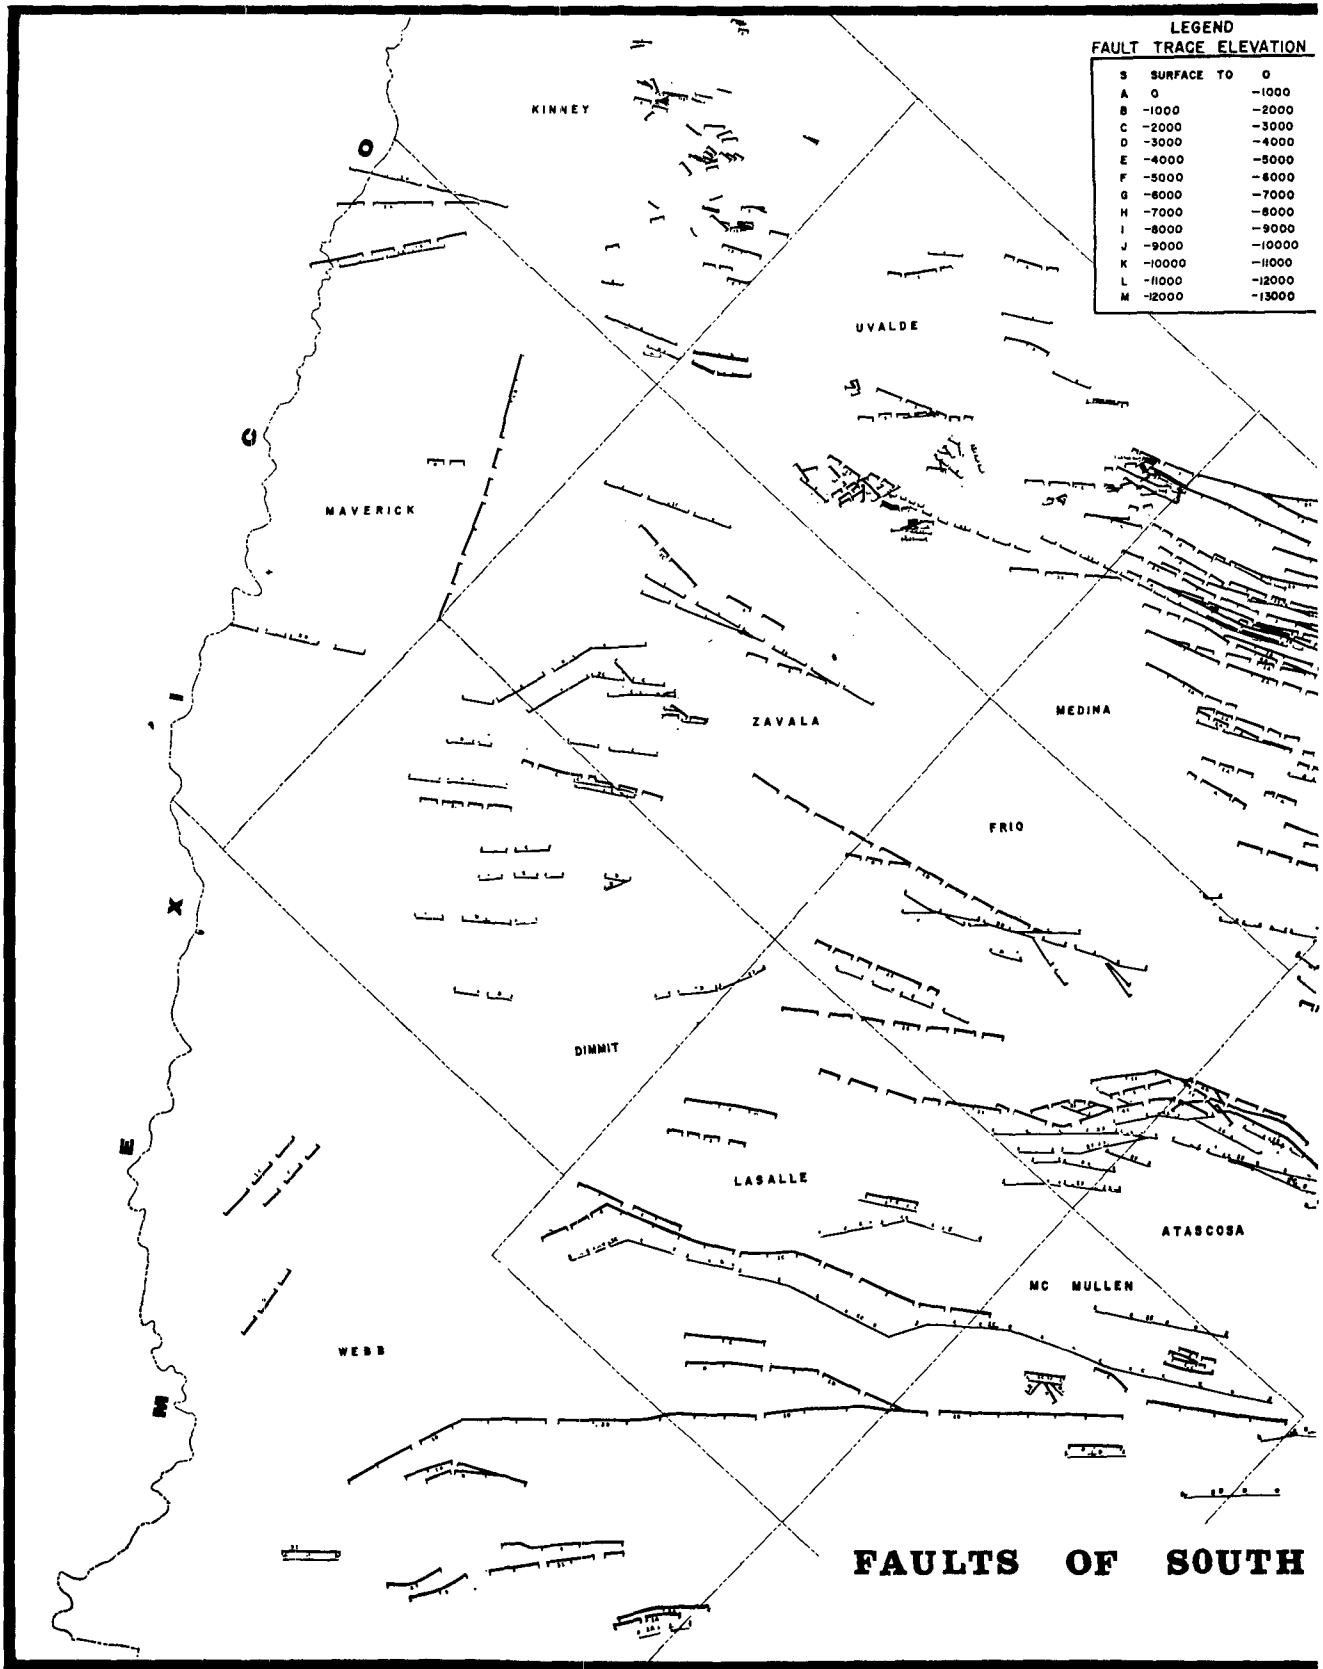 LEGEND
FAULT TRACE ELEVATION
S SURFACE TO 0
A 0 -1000
B -1000 -2000
C -2000 -3000
D -3000 -4000
E -4000 -5000
F -5000 -6000
G -6000 -7000
H -7000 -8000
I -8000 -9000
J -9000 -10000
K -10000 -11000
L -11000 -12000
M -12000 -13000
KINNEY
UVALDE
MAVERICK
ZAVALA
MEDINA
FRIO
DIMMIT
LASALLE
ATASCOSA
MC MULLEN
WEBB
M E X I C O
FAULTS OF SOUTH